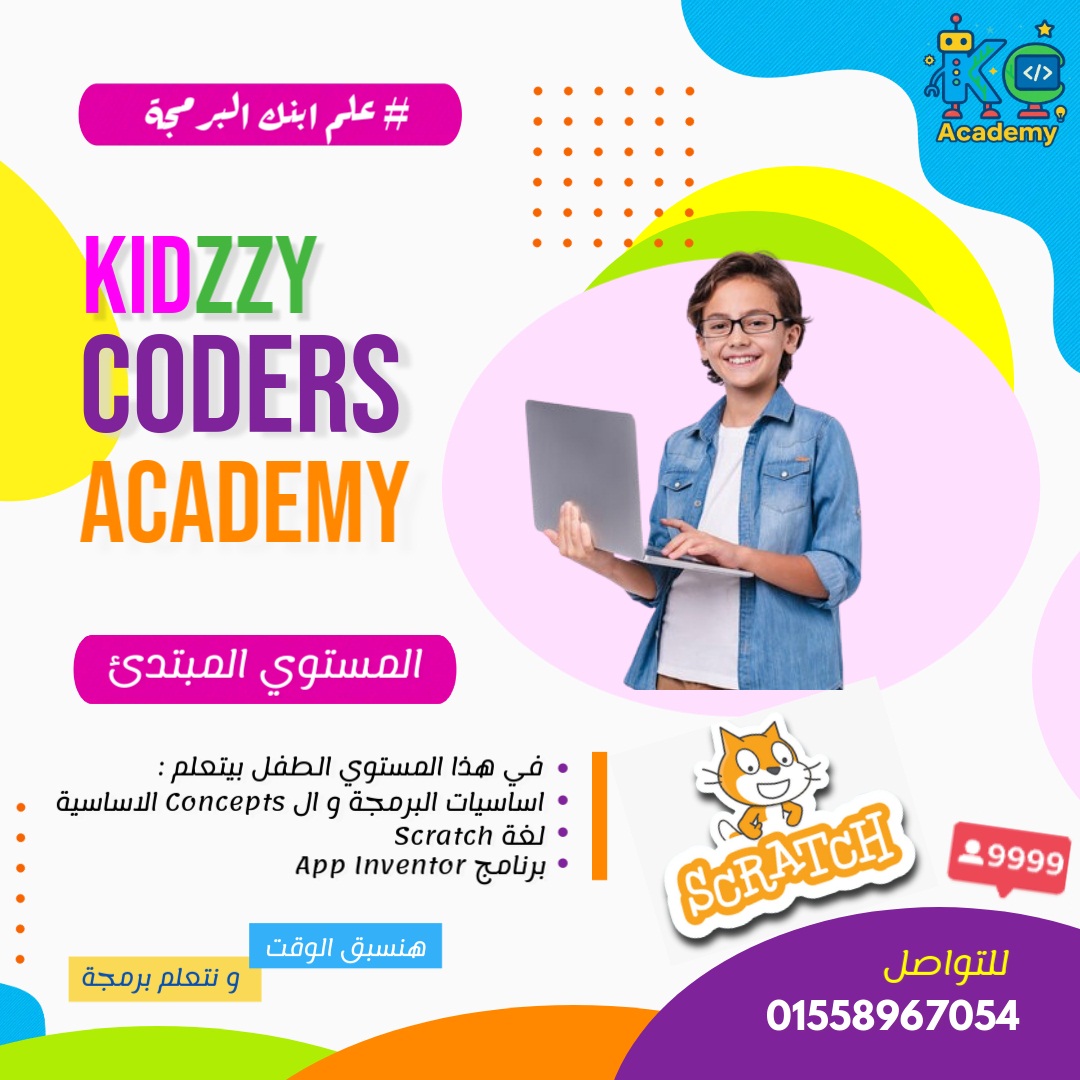 Academy
# علم ابنك البرمجة
KIDZZY
CODERS
ACADEMY
المستوي المبتدئ
في هذا المستوي الطفل بيتعلم :
اساسيات البرمجة و ال Concepts الاساسية
لغة Scratch
برنامج App Inventor
SCRATCH
9999
هنسبق الوقت
و نتعلم برمجة
للتواصل
01558967054